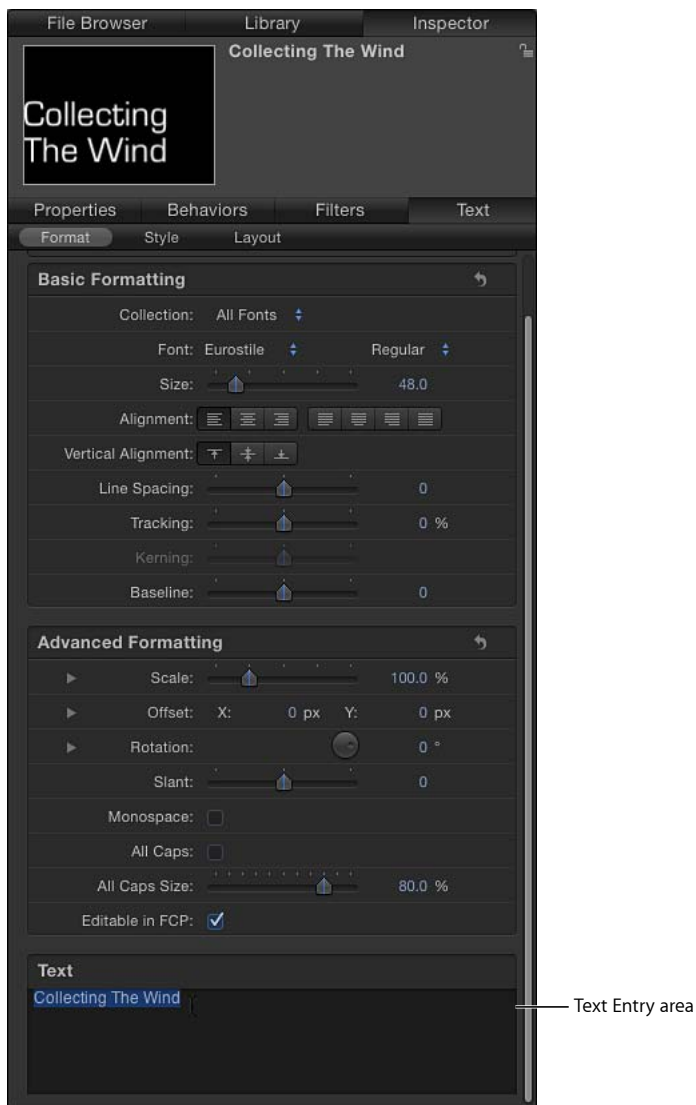 File Browser Library Inspector
Collecting The Wind
Collecting
The Wind
Properties Behaviors Filters Text
Format Style Layout
Basic Formatting
Collection: All Fonts
Font: Eurostile Regular
Size: 48.0
Alignment:
Vertical Alignment:
Line Spacing: 0
Tracking: 0 %
Kerning:
Baseline: 0
Advanced Formatting
Scale: 100.0 %
Offset: X: 0 px Y: 0 px
Rotation: 0 °
Slant: 0
Monospace:
All Caps:
All Caps Size: 80.0 %
Editable in FCP:
Text
Collecting The Wind
Text Entry area